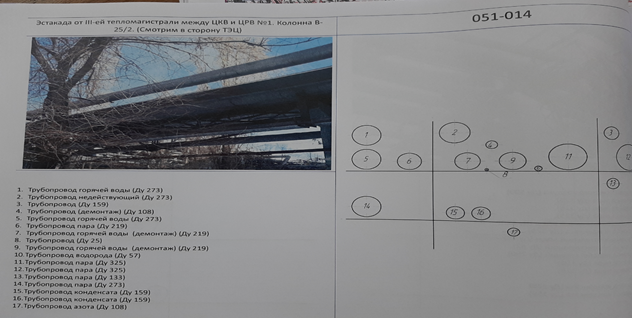 Эстакада от III-ей тепломагистрали между ЦКВ и ЦРВ №1. Колонна В-
25/2. (Смотрим в сторону ТЭЦ)
051-014
1. Трубопровод горячей воды (Ду 273)
2. Трубопровод недействующий (Ду 273)
3. Трубопровод (Ду 159)
4. Трубопровод (демонтаж) (Ду 108)
5. Трубопровод горячей воды (Ду 273)
6. Трубопровод пара (Ду 219)
7. Трубопровод горячей воды (демонтаж) (Ду 219)
8. Трубопровод (Ду 25)
9. Трубопровод горячей воды (демонтаж) (Ду 219)
10. Трубопровод водорода (Ду 57)
11. Трубопровод пара (Ду 325)
12. Трубопровод пара (Ду 325)
13. Трубопровод пара (Ду 133)
14. Трубопровод пара (Ду 273)
15. Трубопровод конденсата (Ду 159)
16. Трубопровод конденсата (Ду 159)
17. Трубопровод азота (Ду 108)
1 2 3
4
5 6 7 9 11 12
8
13
14 15 16
17